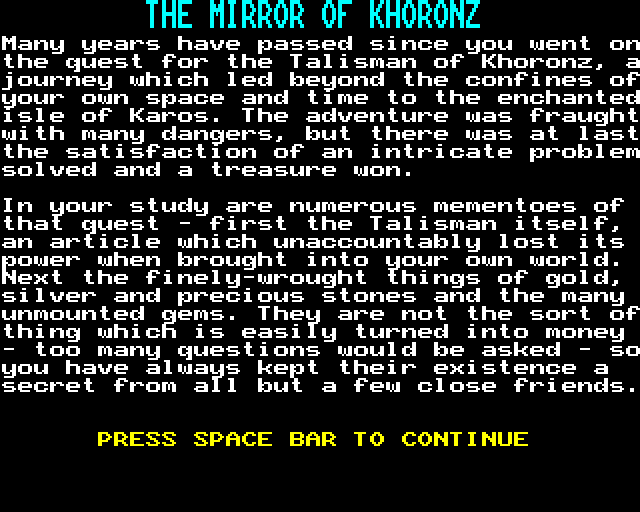 THE MIRROR OF KHORONZ
Many years have passed since you went on
the quest for the Talisman of Khoronz, a
journey which led beyond the confines of
your own space and time to the enchanted
isle of Karos. The adventure was fraught
with many dangers, but there was at last
the satisfaction of an intricate problem
solved and a treasure won.
In your study are numerous mementoes of
that quest - first the Talisman itself,
an article which unaccountably lost its
power when brought into your own world.
Next the finely-wrought things of gold,
silver and precious stones and the many
unmounted gems. They are not the sort of
thing which is easily turned into money
- too many questions would be asked - so
you have always kept their existence a
secret from all but a few close friends.
PRESS SPACE BAR TO CONTINUE